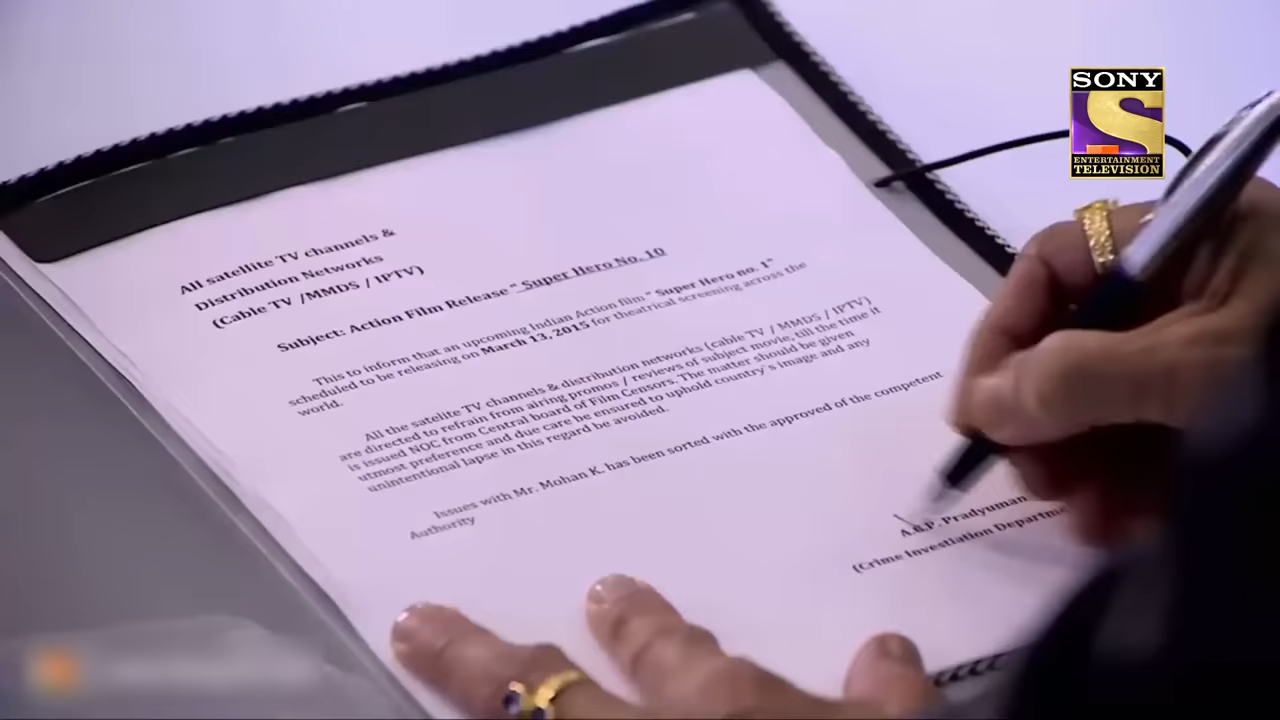 SONY
S
ENTERTAINMENT
TELEVISION
All satellite TV channels &
Distribution Networks
(Cable TV /MMDS / IPTV)
Subject: Action Film Release " Super Hero No. 10
This to inform that an upcoming Indian Action film " Super Hero no. 1"
scheduled to be releasing on March 13, 2015 for theatrical screening across the
world.
All the satelite TV channels & distribution networks (cable TV / MMDS / IPTV)
are directed to refrain from airing promos / reviews of subject movie, till the time it
is issued NOC from Central board of Film Censors. The matter should be given
utmost preference and due care be ensured to uphold country's image and any
unintentional lapse in this regard be avoided.
Issues with Mr. Mohan K. has been sorted with the approved of the competent
Authority
Pradyuman
(Crime Investiation